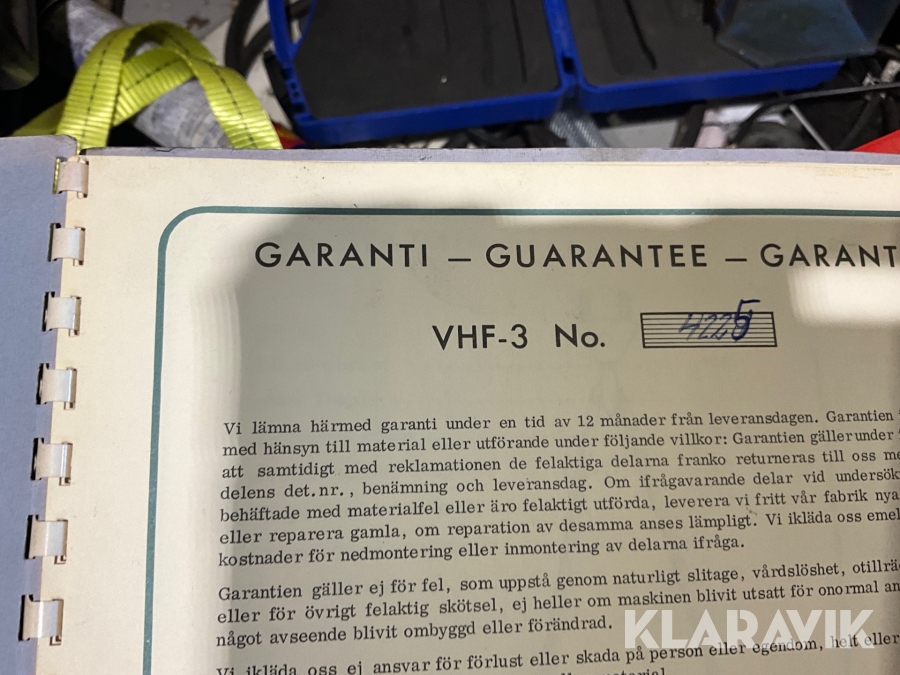 GARANTI — GUARANTEE — GARANT
VHF-3 No. 4225
Vi lämna härmed garanti under en tid av 12 månader från leveransdagen. Garantien
med hänsyn till material eller utförande under följande villkor: Garantien gäller under
att samtidigt med reklamationen de felaktiga delarna franko returneras till oss
delens det.nr., benämning och leveransdag. Om ifrågavarande delar vid undersök
behäftade med materialfel eller äro felaktigt utförda, leverera vi fritt vår fabrik nya
eller reparera gamla, om reparation av desamma anses lämpligt. Vi ikläda oss emel
kostnader för nedmontering eller inmontering av delarna ifråga.
Garantien gäller ej för fel, som uppstå genom naturligt slitage, vårdslöshet, otillrä
eller för övrigt felaktig skötsel, ej heller om maskinen blivit utsatt för onormal an
något avseende blivit ombyggd eller förändrad.
Vi ikläda oss ej ansvar för förlust eller skada på person eller egendom, helt eller
KLARAVIK